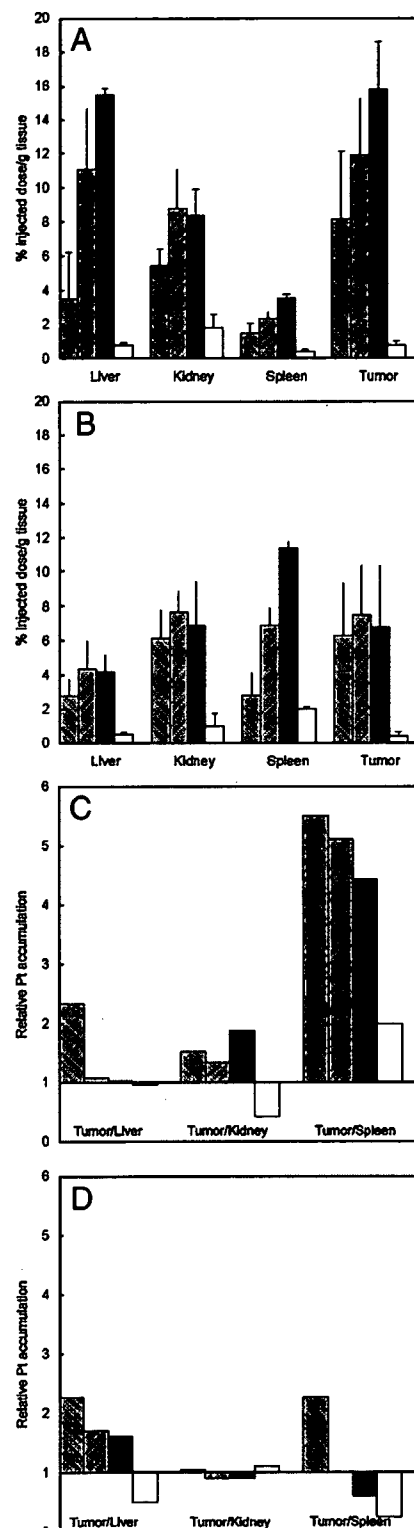 A
% Injected dose/g tissue
20
18
16
14
12
10
8
6
4
2
0
Liver Kidney Spleen Tumor
B
% Injected dose/g tissue
20
18
16
14
12
10
8
6
4
2
0
Liver Kidney Spleen Tumor
C
Relative Pt accumulation
6
5
4
3
2
1
0
Tumor/Liver Tumor/Kidney Tumor/Spleen
D
Relative Pt accumulation
6
5
4
3
2
1
Tumor/Liver Tumor/Kidney Tumor/Spleen